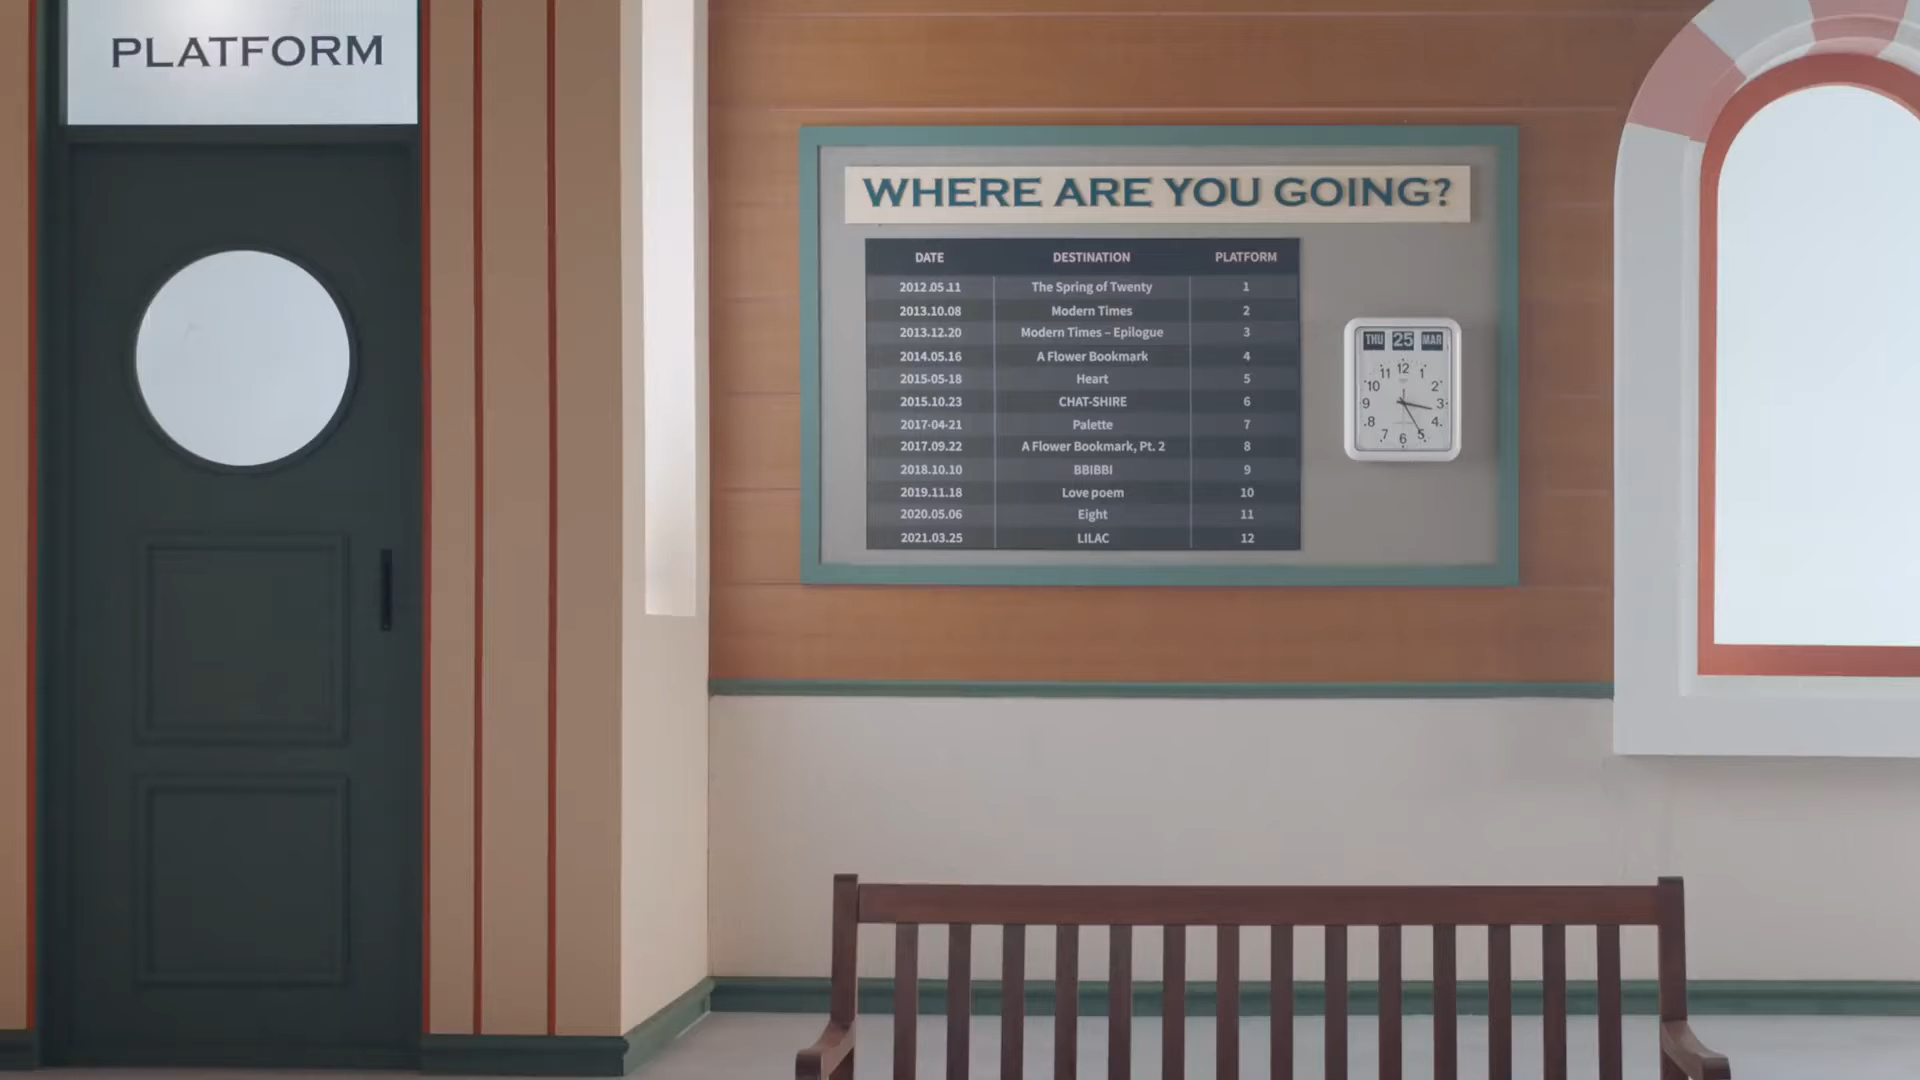 PLATFORM
WHERE ARE YOU GOING?
DATE DESTINATION PLATFORM
2012.05.11 The Spring of Twenty 1
2013.10.08 Modern Times 2
2013.12.20 Modern Times – Epilogue 3
2014.05.16 A Flower Bookmark 4
2015-05-18 Heart 5
2015.10.23 CHAT-SHIRE 6
2017-04-21 Palette 7
2017.09.22 A Flower Bookmark, Pt. 2 8
2018.10.10 BBIBBI 9
2019.11.18 Love poem 10
2020.05.06 Eight 11
2021.03.25 LILAC 12
THU 25 MAR
12
11 1
10 2
9 3
8 4
7 5
6